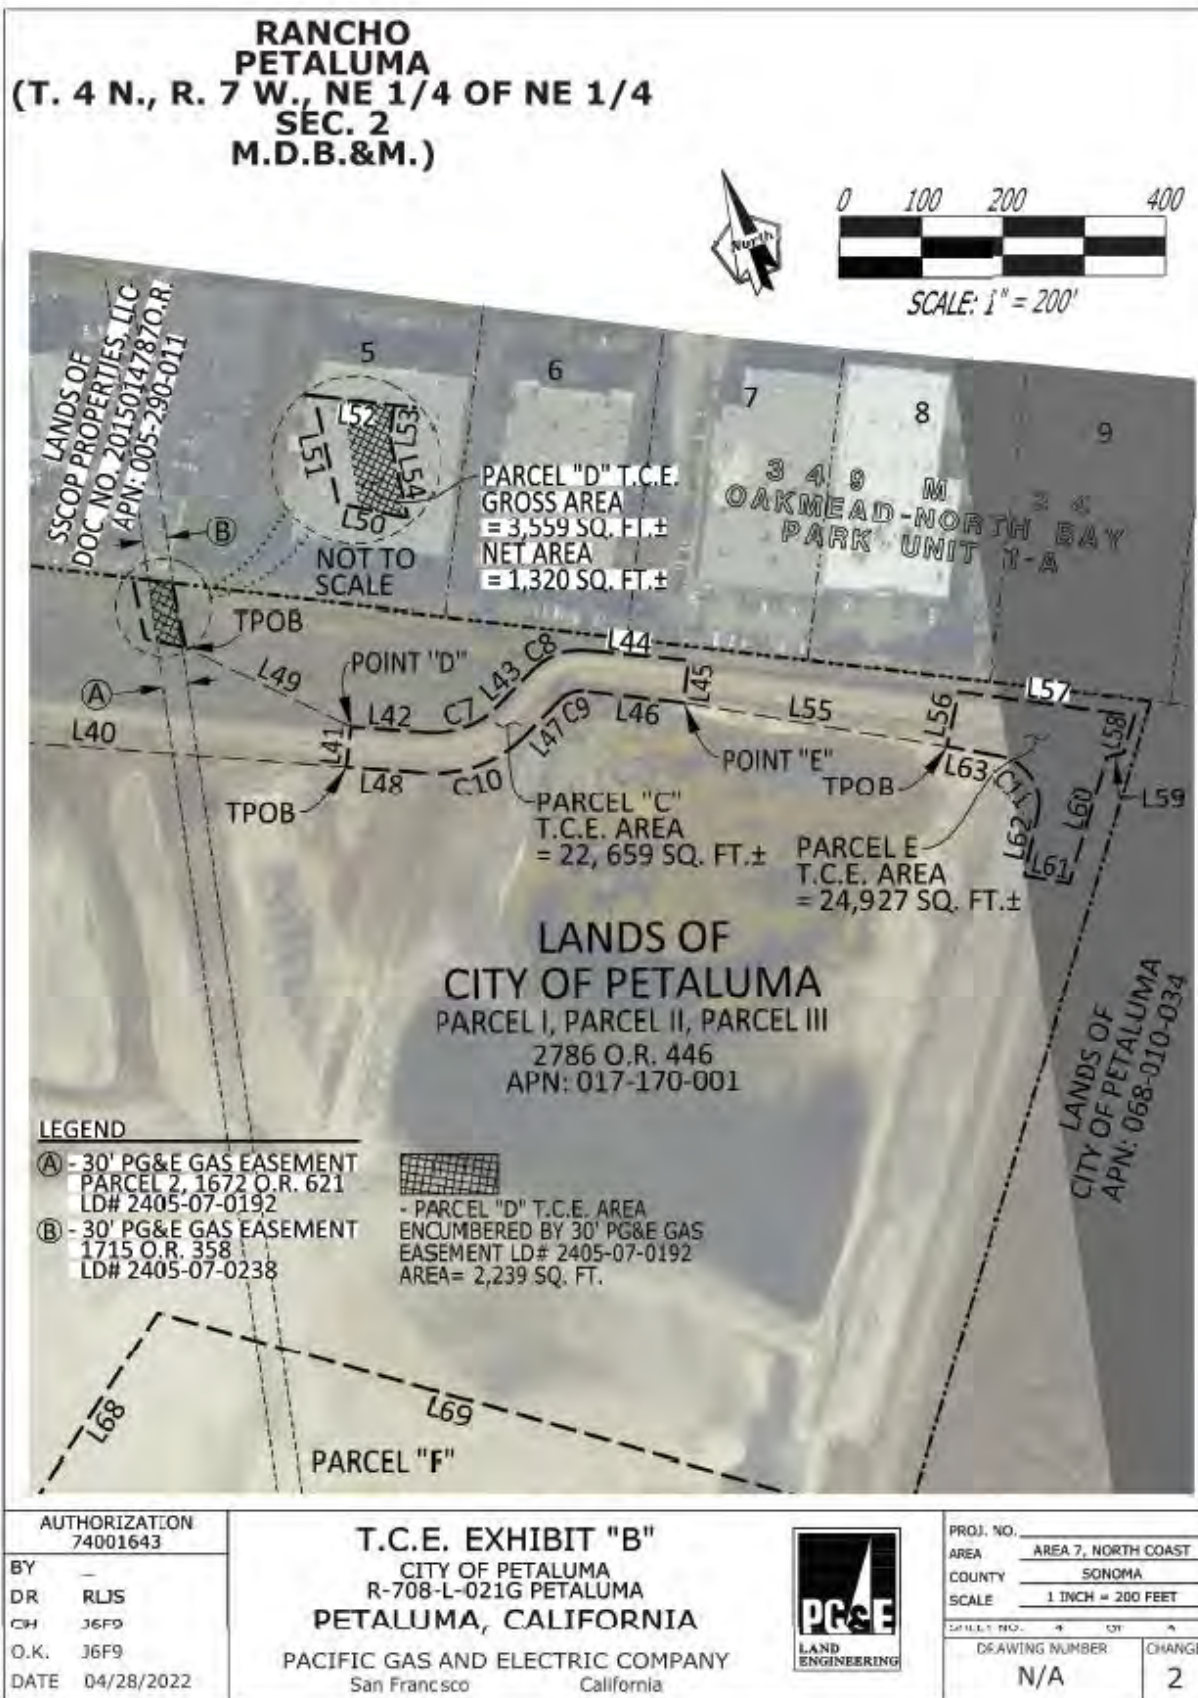 RANCHO
PETALUMA
(T. 4 N., R. 7 W., NE 1/4 OF NE 1/4
SEC. 2
M.D.B.&M.)
North
0 100 200 400
SCALE: 1" = 200'
LANDS OF
SSCOP PROPERTIES, LLC
DOC NO. 2015014787O.R.
APN: 005-290-011
5
6
7
8
9
L52
L53
L51
L54
L50
NOT TO
SCALE
PARCEL "D" T.C.E.
GROSS AREA
= 3,559 SQ. FT.±
NET AREA
= 1,320 SQ. FT.±
3 4 9 M 2 4
OAKMEAD-NORTH BAY
PARK UNIT 1-A
B
TPOB
POINT "D"
A
L49
L40
L41
L42
C7
L43
C8
L44
L45
L46
C9
L47
L48
C10
L55
L56
L57
L58
L59
L60
L61
L62
L63
C11
TPOB
POINT "E"
TPOB
PARCEL "C"
T.C.E. AREA
= 22, 659 SQ. FT.±
PARCEL E
T.C.E. AREA
= 24,927 SQ. FT.±
LANDS OF
CITY OF PETALUMA
PARCEL I, PARCEL II, PARCEL III
2786 O.R. 446
APN: 017-170-001
LANDS OF
CITY OF PETALUMA
APN: 068-010-034
LEGEND
A - 30' PG&E GAS EASEMENT
PARCEL 2, 1672 O.R. 621
LD# 2405-07-0192
B - 30' PG&E GAS EASEMENT
1715 O.R. 358
LD# 2405-07-0238
- PARCEL "D" T.C.E. AREA
ENCUMBERED BY 30' PG&E GAS
EASEMENT LD# 2405-07-0192
AREA= 2,239 SQ. FT.
L68
L69
PARCEL "F"
AUTHORIZATION
74001643
BY _
DR RLJS
CH J6F9
O.K. J6F9
DATE 04/28/2022
T.C.E. EXHIBIT "B"
CITY OF PETALUMA
R-708-L-021G PETALUMA
PETALUMA, CALIFORNIA
PACIFIC GAS AND ELECTRIC COMPANY
San Francsco California
PG&E
LAND
ENGINEERING
PROJ. NO.
AREA AREA 7, NORTH COAST
COUNTY SONOMA
SCALE 1 INCH = 200 FEET
SHEET NO. 4 OF 4
DRAWING NUMBER
N/A
CHANGE
2